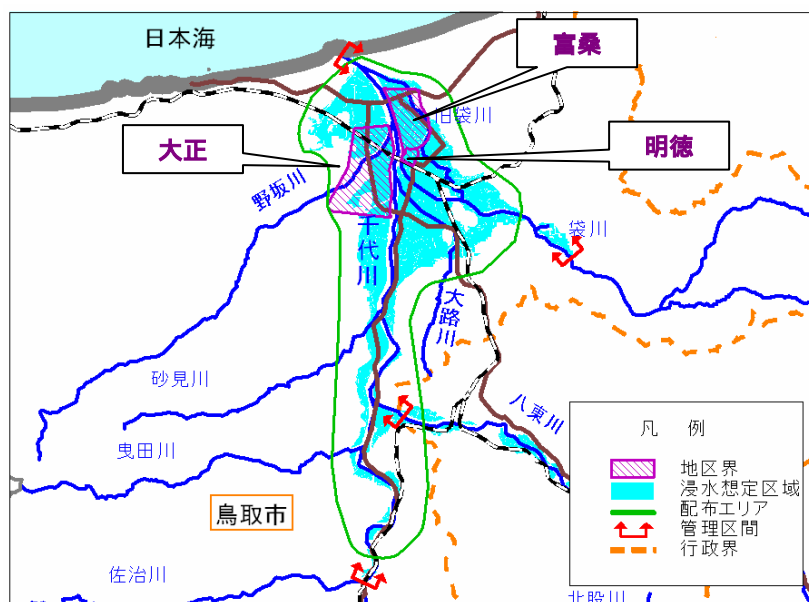 日本海
富桑
旧袋川
大正
明徳
野坂川
千代川
袋川
大路川
砂見川
八東川
曳田川
鳥取市
佐治川
凡 例
地区界
浸水想定区域
配布エリア
管理区間
行政界
北股川